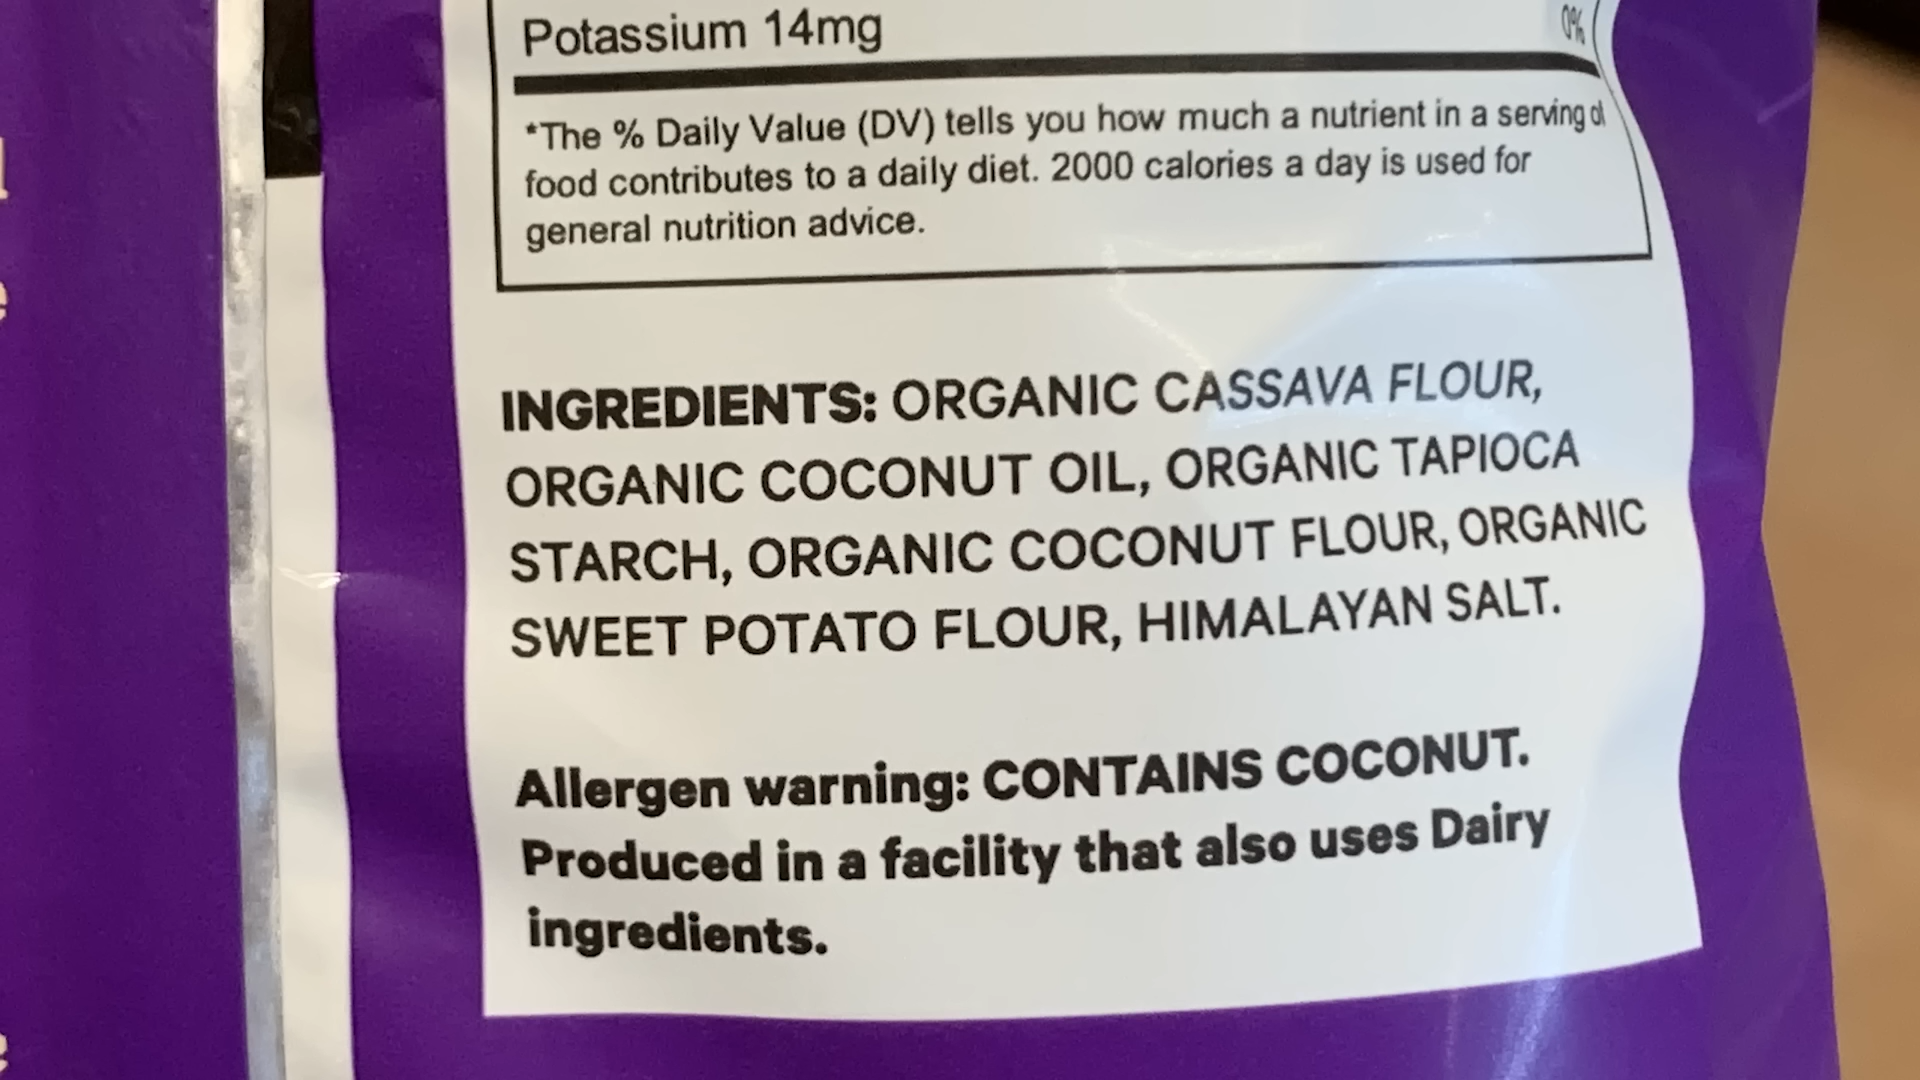 Potassium 14mg 0%
*The % Daily Value (DV) tells you how much a nutrient in a serving of
food contributes to a daily diet. 2000 calories a day is used for
general nutrition advice.
INGREDIENTS: ORGANIC CASSAVA FLOUR,
ORGANIC COCONUT OIL, ORGANIC TAPIOCA
STARCH, ORGANIC COCONUT FLOUR, ORGANIC
SWEET POTATO FLOUR, HIMALAYAN SALT.
Allergen warning: CONTAINS COCONUT.
Produced in a facility that also uses Dairy
ingredients.